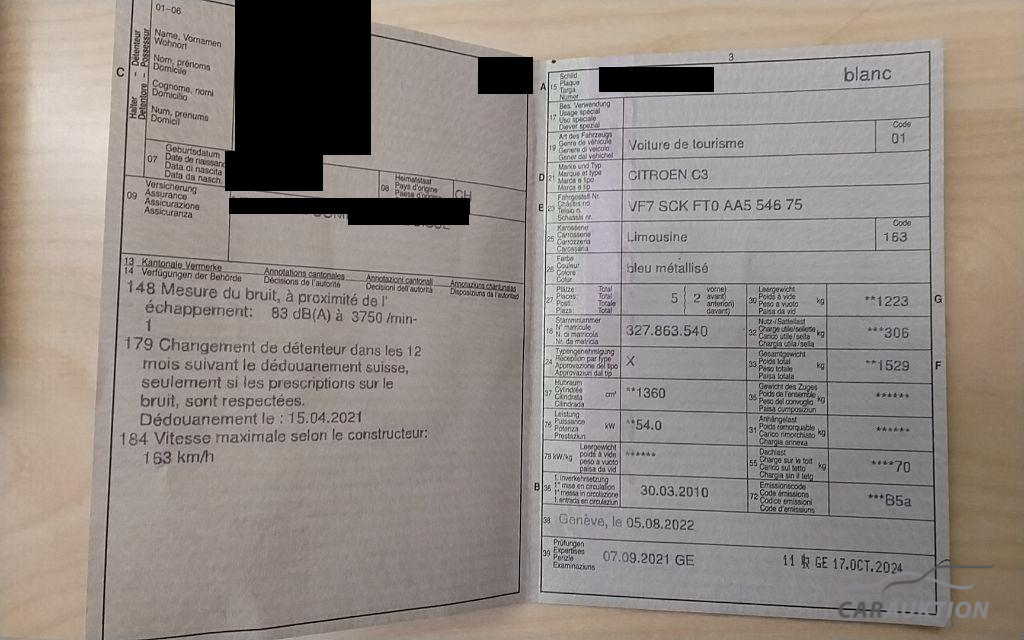 01-06
Name, Vornamen
Wohnort
Nom, prénoms
Domicile
Cognome, nomi
Domicilio
Num, prenums
Domicil
C
Halter - Détenteur
Detentore - Possessur
07
Geburtsdatum
Date de naissance
Data di nascita
Data da nasch.
08
Heimatstaat
Pays d'origine
Paese d'origine
CH
09
Versicherung
Assurance
Assicurazione
Assicuranza
13 Kantonale Vermerke Annotations cantonales Annotazioni cantonali Annotaziuns chantunalas
14 Verfügungen der Behörde Décisions de l'autorité Decisioni dell'autorità Disposiziuns da l'autoritad
148 Mesure du bruit, à proximité de l'
échappement: 83 dB(A) à 3750 /min-
1
179 Changement de détenteur dans les 12
mois suivant le dédouanement suisse,
seulement si les prescriptions sur le
bruit, sont respectées.
Dédouanement le : 15.04.2021
184 Vitesse maximale selon le constructeur:
163 km/h
3
A 15
Schild
Plaque
Targa
Numer
blanc
17
Bes. Verwendung
Usage spécial
Uso speciale
Diever spezial
19
Art des Fahrzeugs
Genre de véhicule
Genere di veicolo
Gener dal vehichel
Voiture de tourisme
Code
01
D 21
Marke und Typ
Marque et type
Marca e tipo
Marca e tip
CITROEN C3
E 23
Fahrgestell-Nr.
Châssis no
Telaio n.
Schassis nr.
VF7 SCK FT0 AA5 546 75
25
Karosserie
Carrosserie
Carrozzeria
Carossaria
Limousine
Code
163
26
Farbe
Couleur
Colore
Colur
bleu métallisé
27
Plätze Total
Places: Total
Posti: Totale
Plazs: Total
5 { 2
vorne)
avant)
anteriori)
davant)
30
Leergewicht
Poids à vide
Peso a vuoto
Paisa da vid
kg
**1223
G
18
Stammnummer
N° matricule
N. di matricola
Nr. da matricla
327.863.540
32
Nutz-/Sattellast
Charge utile/sellette
Carico utile/sella
Chargia utila/sella
kg
***306
24
Typengenehmigung
Réception par type
Approvazione del tipo
Approvaziun dal tip
X
33
Gesamtgewicht
Poids total
Peso totale
Paisa totala
kg
**1529
F
37
Hubraum
Cylindrée
Cilindrata
Cilindrada
cm³
**1360
35
Gewicht des Zuges
Poids de l'ensemble
Peso del convoglio
Paisa cumposiziun
kg
******
76
Leistung
Puissance
Potenza
Prestaziun
kW
**54.0
31
Anhängelast
Poids remorquable
Carico rimorchiato
Chargia annexa
kg
******
78 kW/kg
Leergewicht
poids à vide
peso a vuoto
paisa da vid
******
55
Dachlast
Charge sur le toit
Carico sul tetto
Chargia sin il tetg
kg
****70
B 36
1. Inverkehrsetzung
1re mise en circulation
1a messa in circolazione
1. entrada en circulaziun
30.03.2010
72
Emissionscode
Code émissions
Codice emissioni
Code d'emissiuns
***B5a
38
Genève, le 05.08.2022
39
Prüfungen
Expertises
Perizie
Examinaziuns
07.09.2021 GE
GE 17.OCT.2024
CARAUKTION